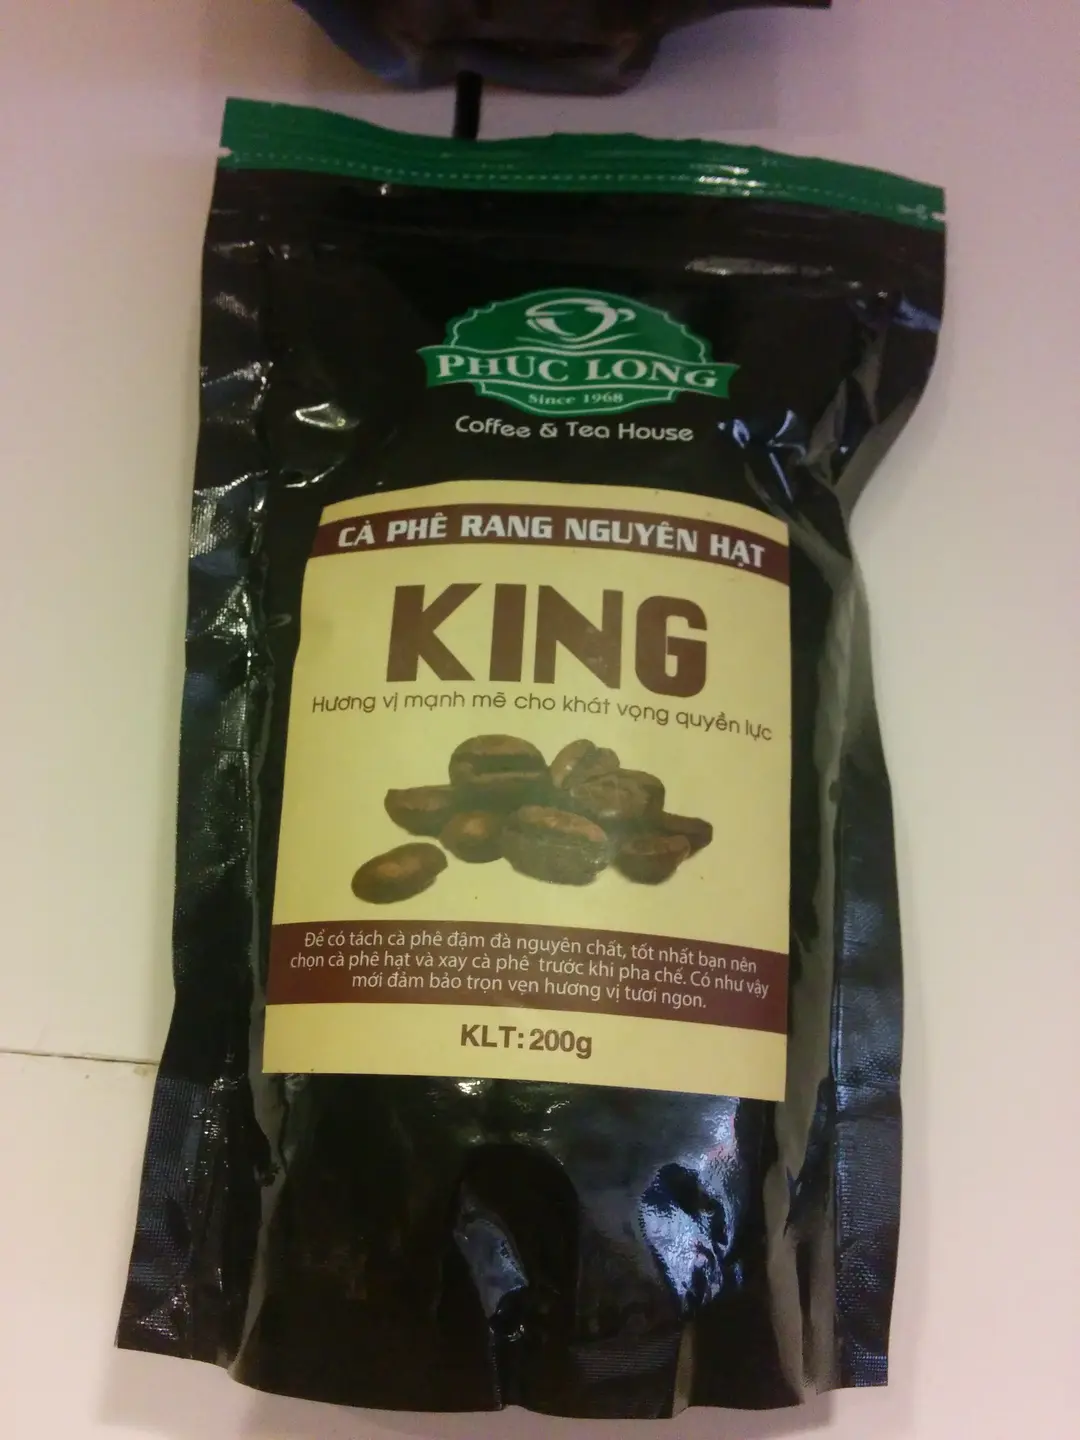 PHUC LONG
Since 1968
Coffee & Tea House
CÀ PHÊ RANG NGUYÊN HẠT
KING
Hương vị mạnh mẽ cho khát vọng quyền lực
Để có tách cà phê đậm đà nguyên chất, tốt nhất bạn nên
chọn cà phê hạt và xay cà phê trước khi pha chế. Có như vậy
mới đảm bảo trọn vẹn hương vị tươi ngon.
KLT: 200g